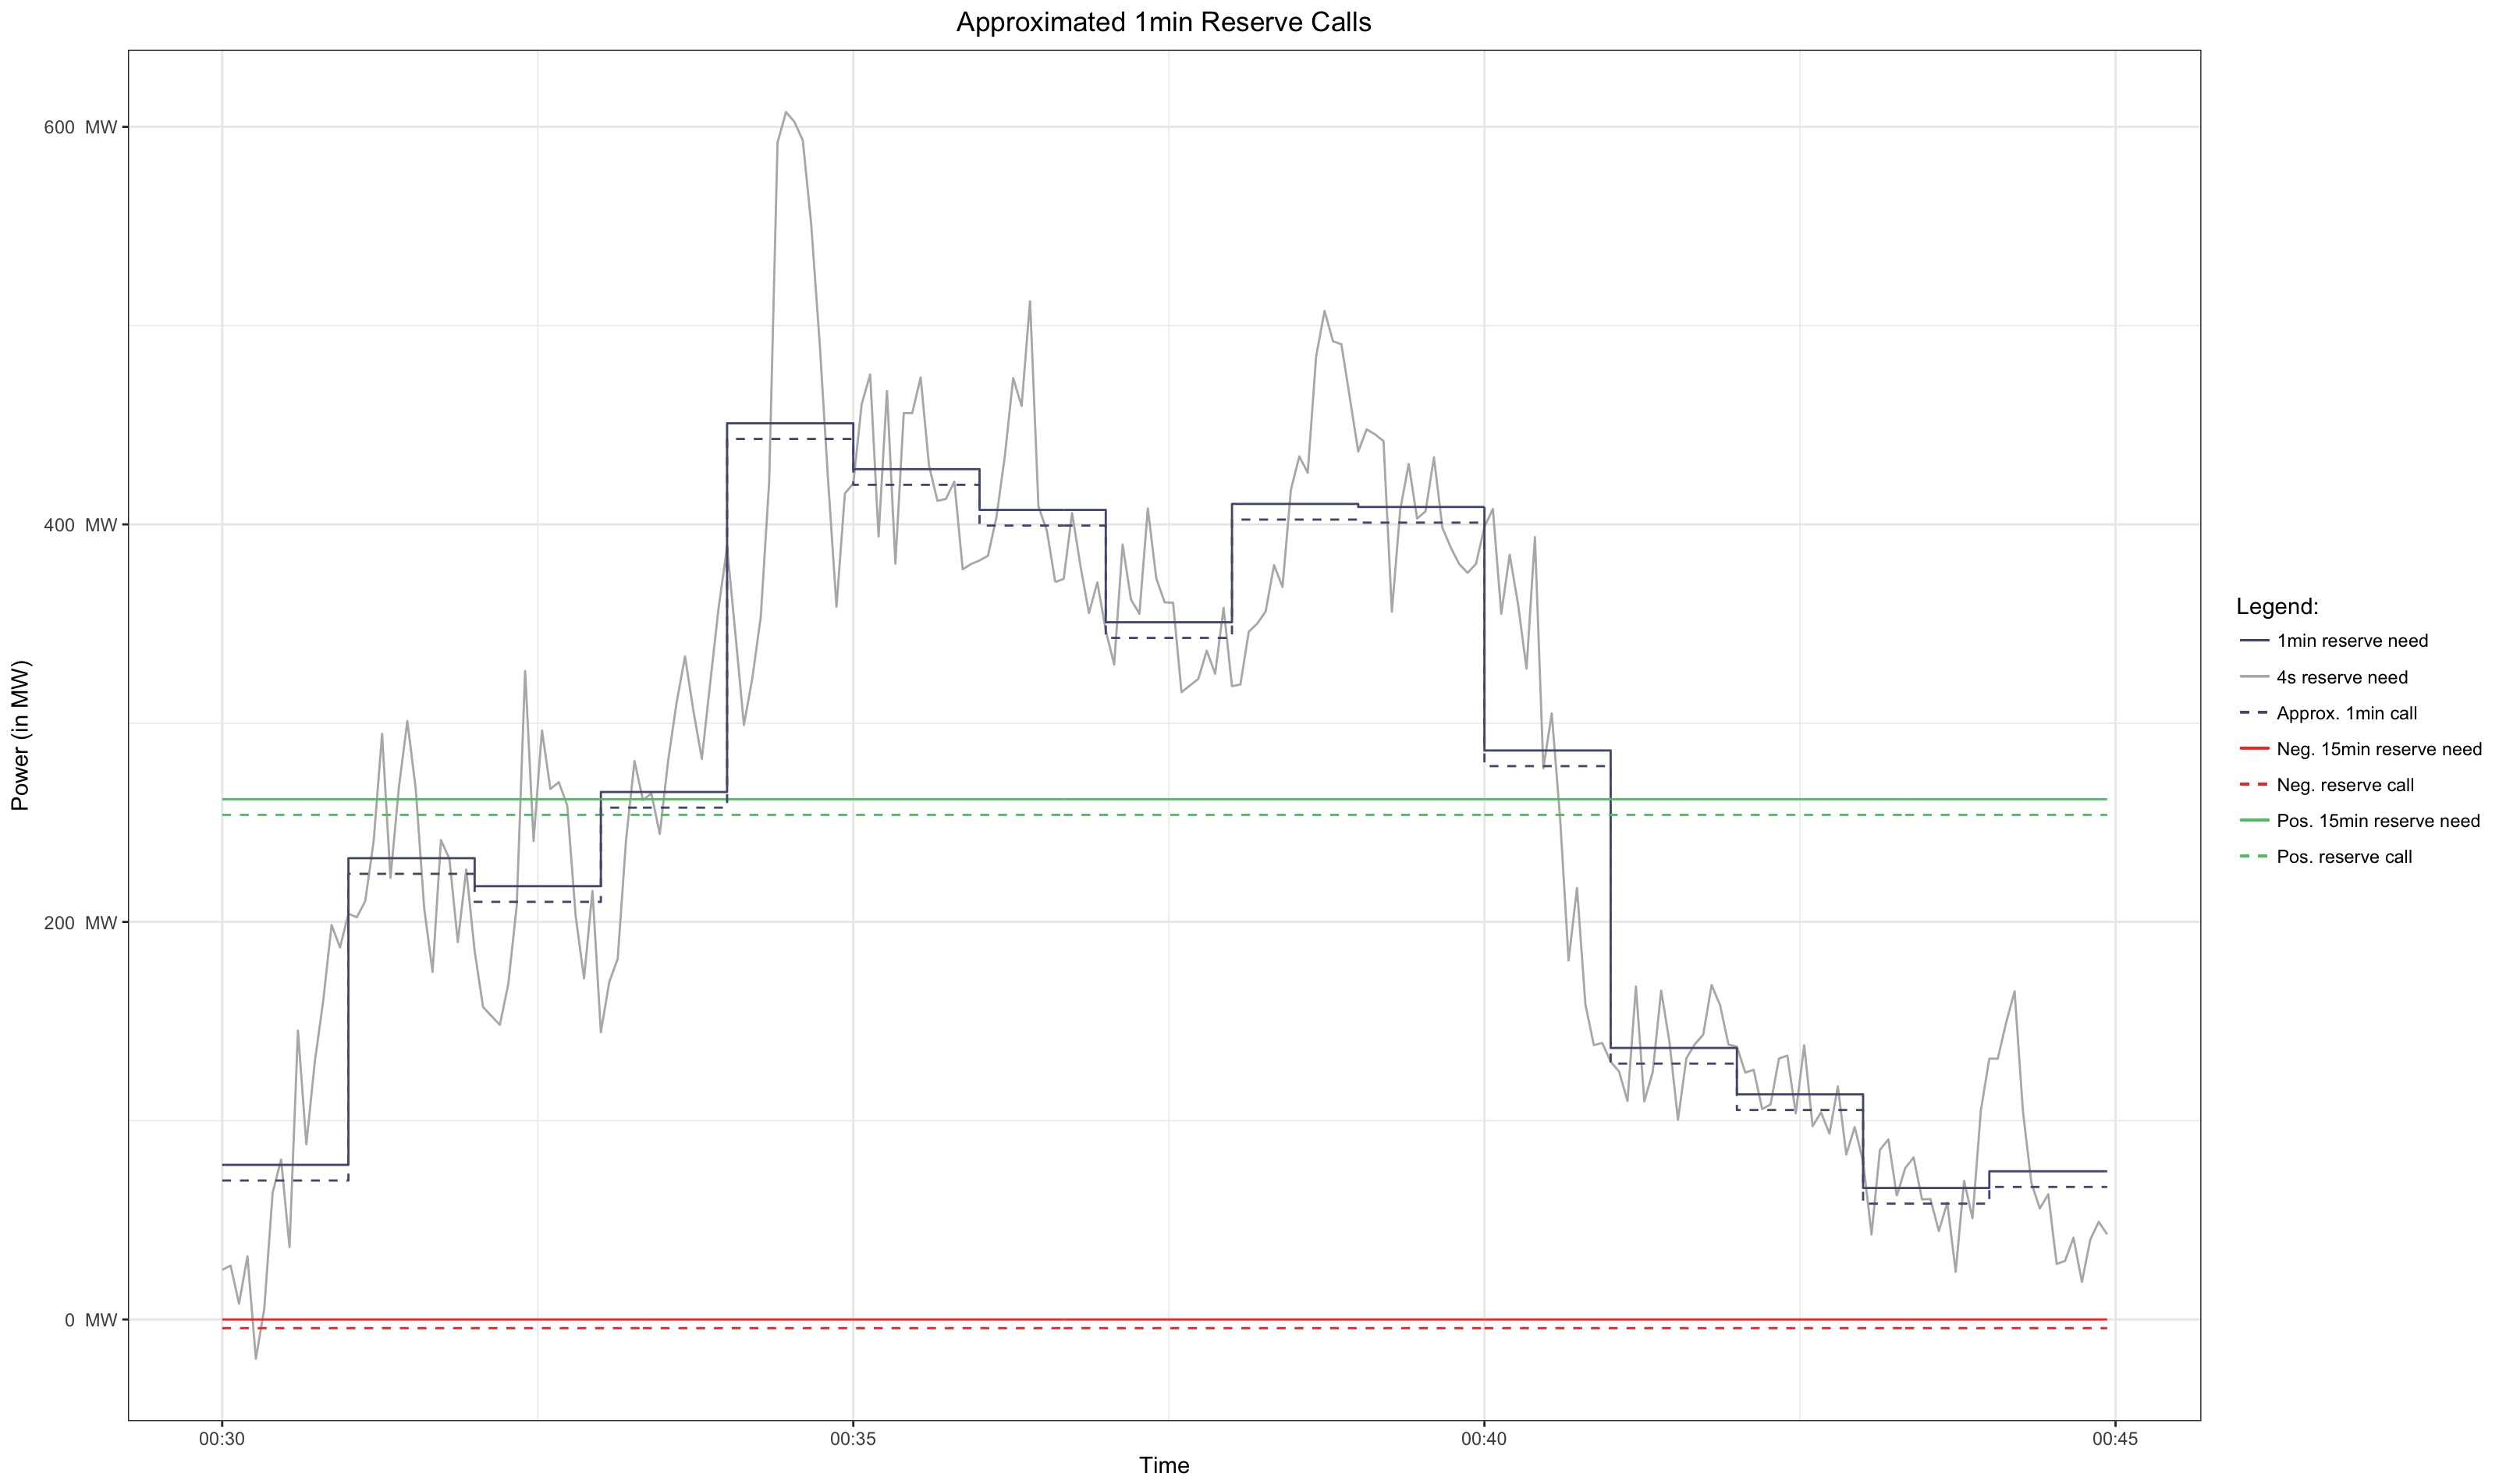 Approximated 1min Reserve Calls
Power (in MW)
600 MW
400 MW
200 MW
0 MW
00:30
00:35
00:40
00:45
Time
Legend:
1min reserve need
4s reserve need
Approx. 1min call
Neg. 15min reserve need
Neg. reserve call
Pos. 15min reserve need
Pos. reserve call